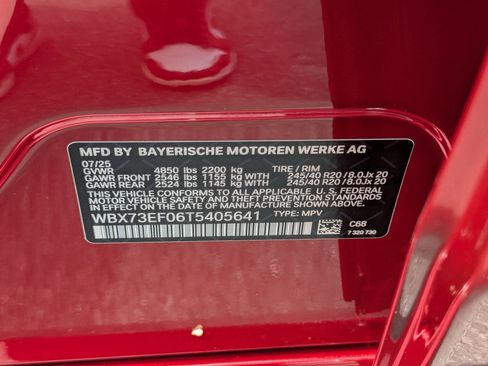 MFD BY BAYERISCHE MOTOREN WERKE AG
07/25
GVWR 4850 lbs 2200 kg TIRE / RIM
GAWR FRONT 2546 lbs 1155 kg 245/40 R20 / 8.0Jx 20
GAWR REAR 2524 lbs 1145 kg 245/40 R20 / 8.0Jx 20
THIS VEHICLE CONFORMS TO ALL APPLICABLE
U.S. FEDERAL MOTOR VEHICLE SAFETY, BUMPER,
AND THEFT PREVENTION STANDARDS
IN EFFECT ON THE DATE OF MANUFACTURE SHOWN ABOVE.
WBX73EF06T5405641 TYPE: MPV
C68
7 320 730